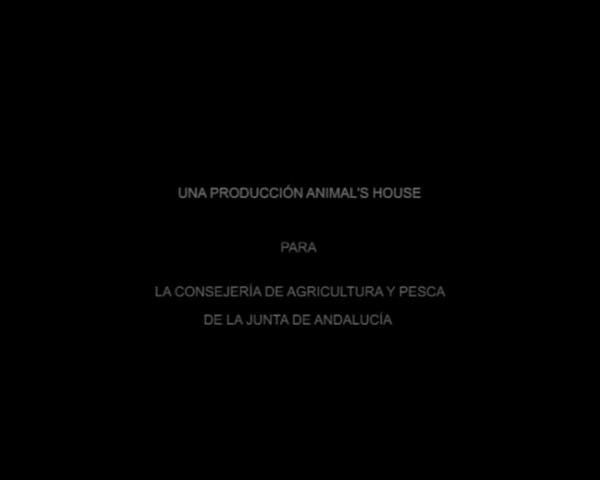 UNA PRODUCCIÓN ANIMAL'S HOUSE
PARA
LA CONSEJERÍA DE AGRICULTURA Y PESCA
DE LA JUNTA DE ANDALUCÍA